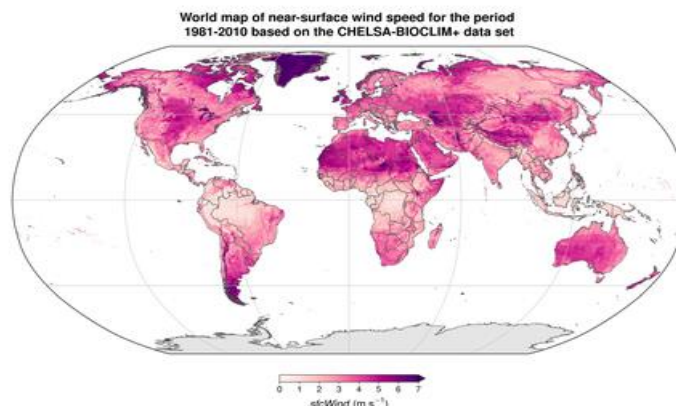 World map of near-surface wind speed for the period
1981-2010 based on the CHELSA-BIOCLIM+ data set
0 1 2 3 4 5 6 7
sfcWind (m s⁻¹)